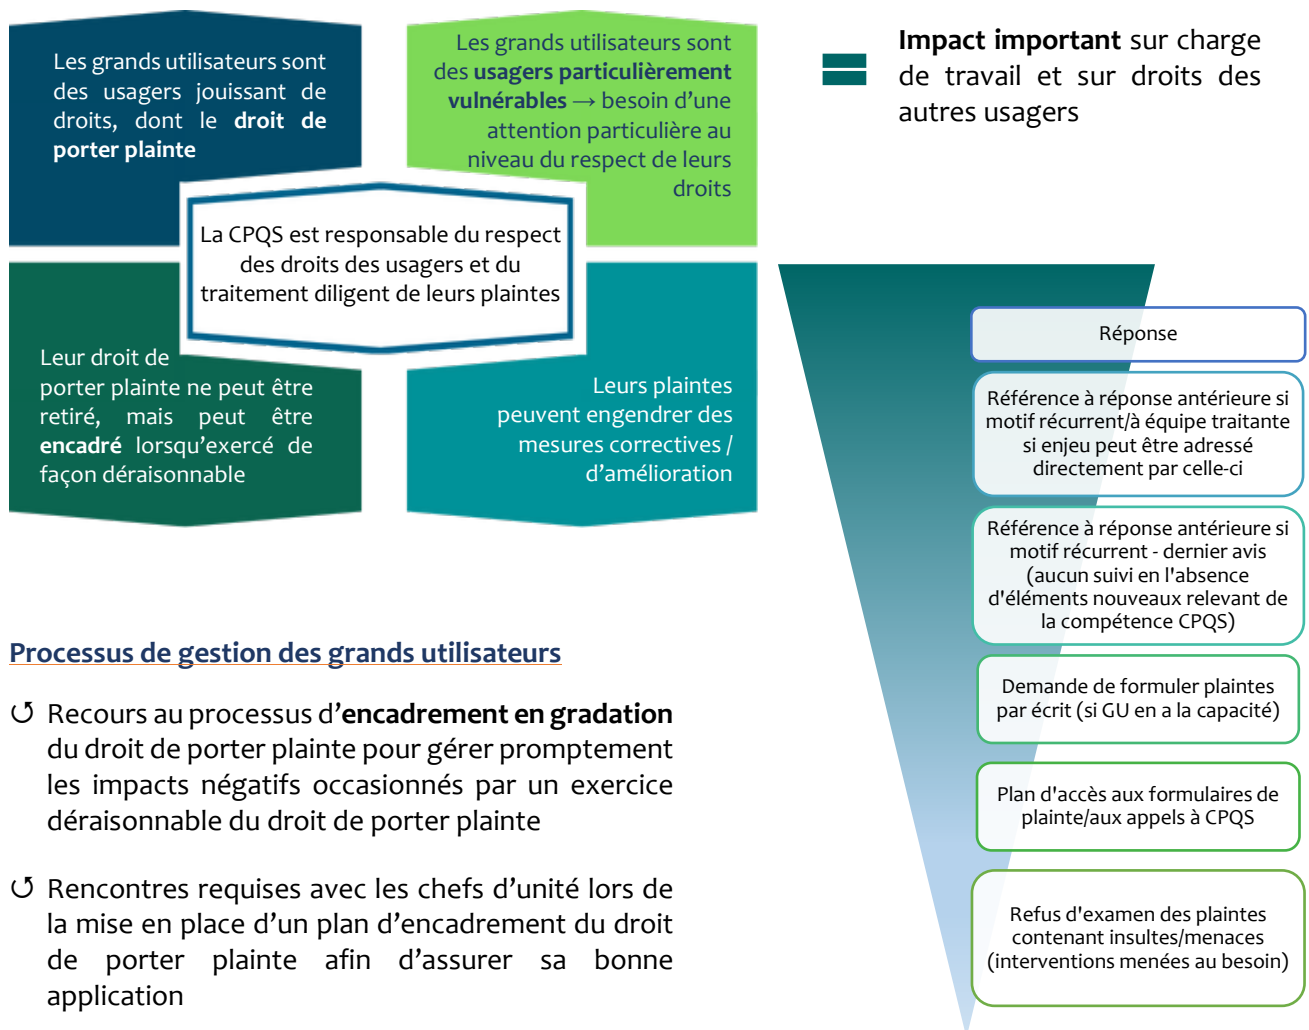 Les grands utilisateurs sont
des usagers jouissant de
droits, dont le droit de
porter plainte
Les grands utilisateurs sont
des usagers particulièrement
vulnérables → besoin d'une
attention particulière au
niveau du respect de leurs
droits
La CPQS est responsable du respect
des droits des usagers et du
traitement diligent de leurs plaintes
Leur droit de
porter plainte ne peut être
retiré, mais peut être
encadré lorsqu'exercé de
façon déraisonnable
Leurs plaintes
peuvent engendrer des
mesures correctives /
d'amélioration
=
Impact important sur charge
de travail et sur droits des
autres usagers
Processus de gestion des grands utilisateurs
↺ Recours au processus d'encadrement en gradation
du droit de porter plainte pour gérer promptement
les impacts négatifs occasionnés par un exercice
déraisonnable du droit de porter plainte
↺ Rencontres requises avec les chefs d'unité lors de
la mise en place d'un plan d'encadrement du droit
de porter plainte afin d'assurer sa bonne
application
Réponse
Référence à réponse antérieure si
motif récurrent/à équipe traitante
si enjeu peut être adressé
directement par celle-ci
Référence à réponse antérieure si
motif récurrent - dernier avis
(aucun suivi en l'absence
d'éléments nouveaux relevant de
la compétence CPQS)
Demande de formuler plaintes
par écrit (si GU en a la capacité)
Plan d'accès aux formulaires de
plainte/aux appels à CPQS
Refus d'examen des plaintes
contenant insultes/menaces
(interventions menées au besoin)